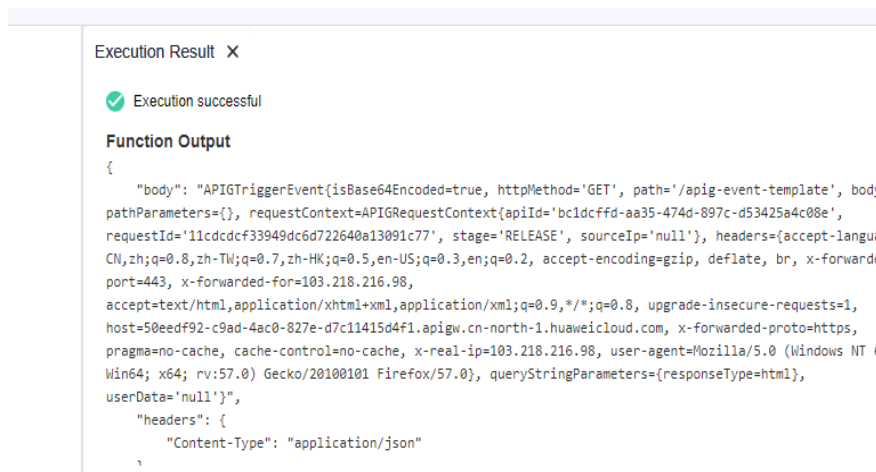 Execution Result ×
Execution successful
Function Output
{
"body": "APIGTriggerEvent{isBase64Encoded=true, httpMethod='GET', path='/apig-event-template',
pathParameters={}, requestContext=APIGRequestContext{apiId='bc1dcffd-aa35-474d-897c-d53425a4c08e',
requestId='11cdcdcf33949dc6d722640a13091c77', stage='RELEASE', sourceIp='null'}, headers={
CN,zh;q=0.8,zh-TW;q=0.7,zh-HK;q=0.5,en-US;q=0.3,en;q=0.2, accept-encoding=gzip, deflate, br,
port=443, x-forwarded-for=103.218.216.98,
accept=text/html,application/xhtml+xml,application/xml;q=0.9,*/*;q=0.8, upgrade-insecure-requests=1,
host=50eedf92-c9ad-4ac0-827e-d7c11415d4f1.apigw.cn-north-1.huaweicloud.com, x-forwarded-proto=https,
pragma=no-cache, cache-control=no-cache, x-real-ip=103.218.216.98, user-agent=Mozilla/5.0 (Windows NT
Win64; x64; rv:57.0) Gecko/20100101 Firefox/57.0}, queryStringParameters={responseType=html},
userData='null'}",
"headers": {
"Content-Type": "application/json"